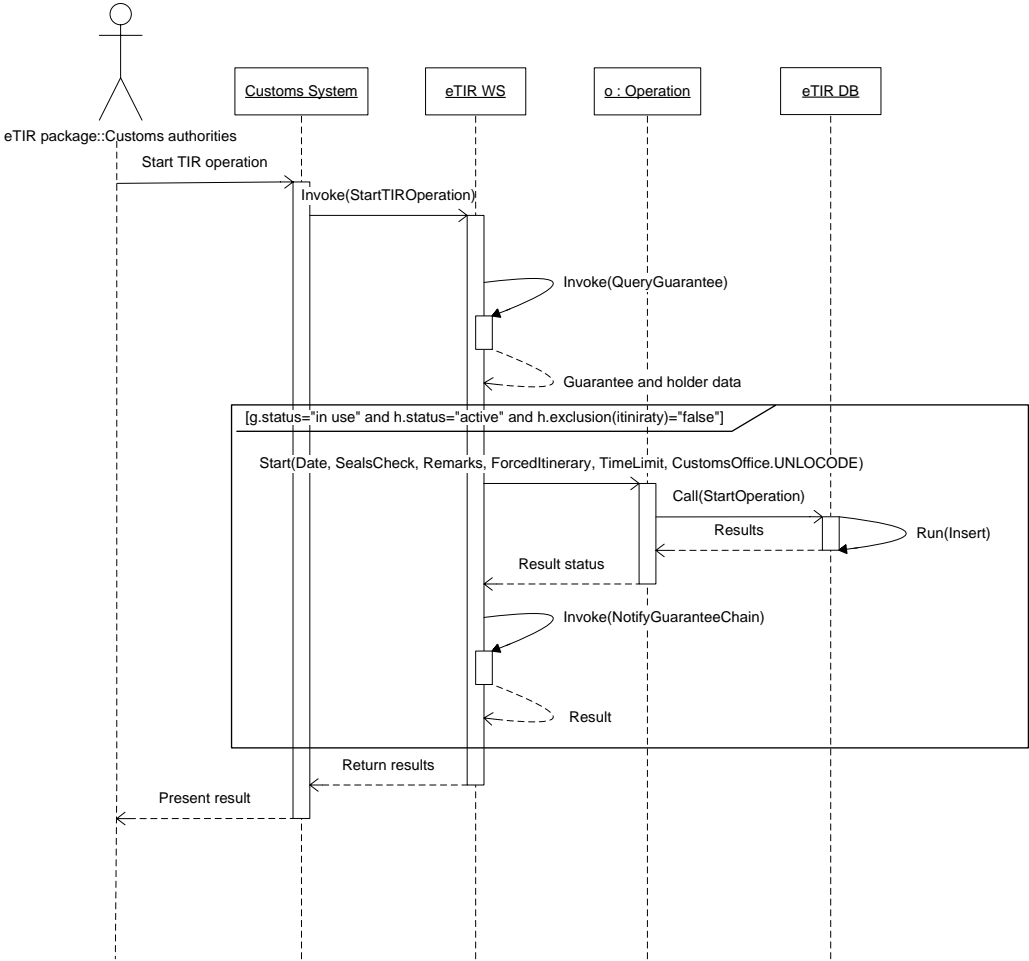 Customs System
eTIR WS
o : Operation
eTIR DB
eTIR package::Customs authorities
Start TIR operation
Invoke(StartTIROperation)
Invoke(QueryGuarantee)
Guarantee and holder data
[g.status="in use" and h.status="active" and h.exclusion(itiniraty)="false"]
Start(Date, SealsCheck, Remarks, ForcedItinerary, TimeLimit, CustomsOffice.UNLOCODE)
Call(StartOperation)
Results
Run(Insert)
Result status
Invoke(NotifyGuaranteeChain)
Result
Return results
Present result